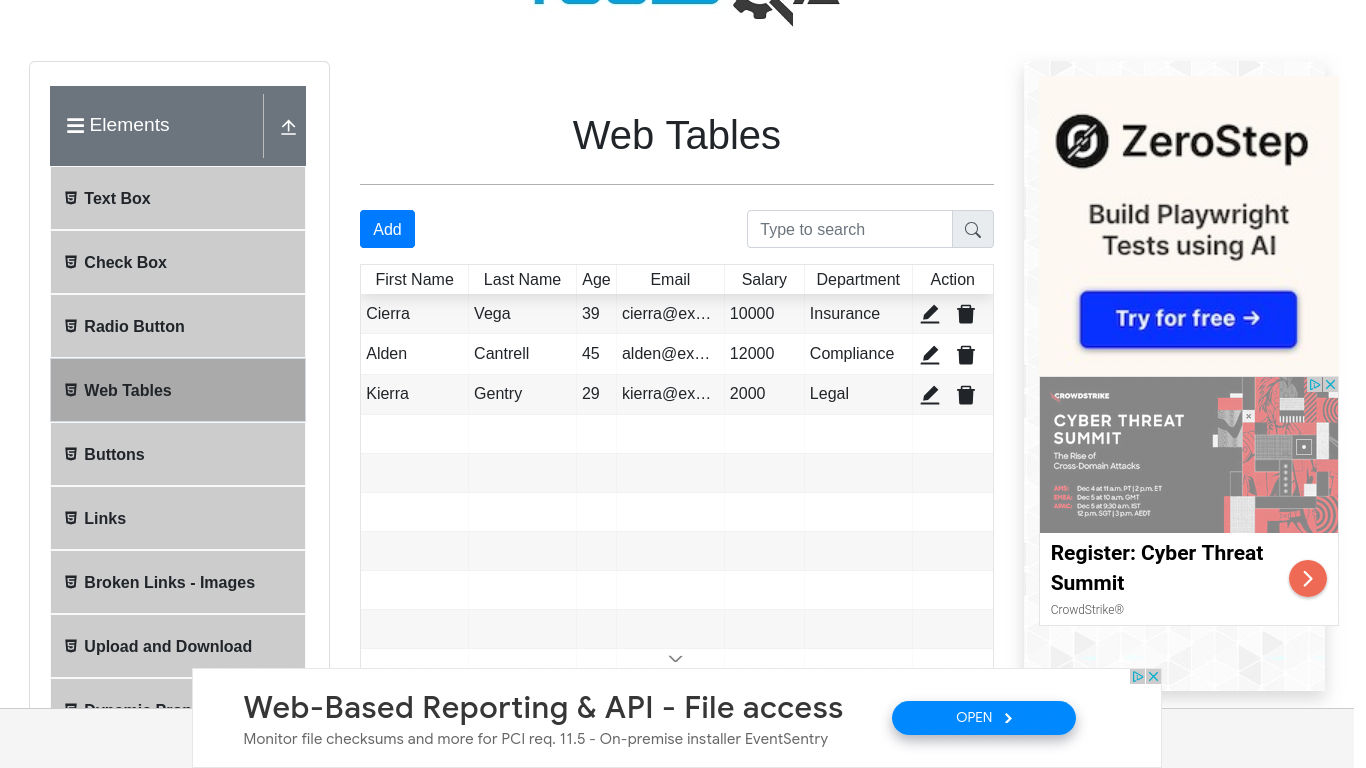 Elements
Text Box
Check Box
Radio Button
Web Tables
Buttons
Links
Broken Links - Images
Upload and Download
Web Tables
Add
Type to search
First Name Last Name Age Email Salary Department Action
Cierra Vega 39 cierra@ex... 10000 Insurance
Alden Cantrell 45 alden@ex... 12000 Compliance
Kierra Gentry 29 kierra@ex... 2000 Legal
ZeroStep
Build Playwright
Tests using AI
Try for free →
CROWDSTRIKE
CYBER THREAT
SUMMIT
The Rise of
Cross-Domain Attacks
AMS: Dec 4 at 11 a.m. PT | 2 p.m. ET
EMEA: Dec 5 at 10 a.m. GMT
APAC: Dec 5 at 9:30 a.m. IST
12 p.m. SGT | 3 p.m. AEDT
Register: Cyber Threat
Summit
CrowdStrike®
Web-Based Reporting & API - File access
Monitor file checksums and more for PCI req. 11.5 - On-premise installer EventSentry
OPEN